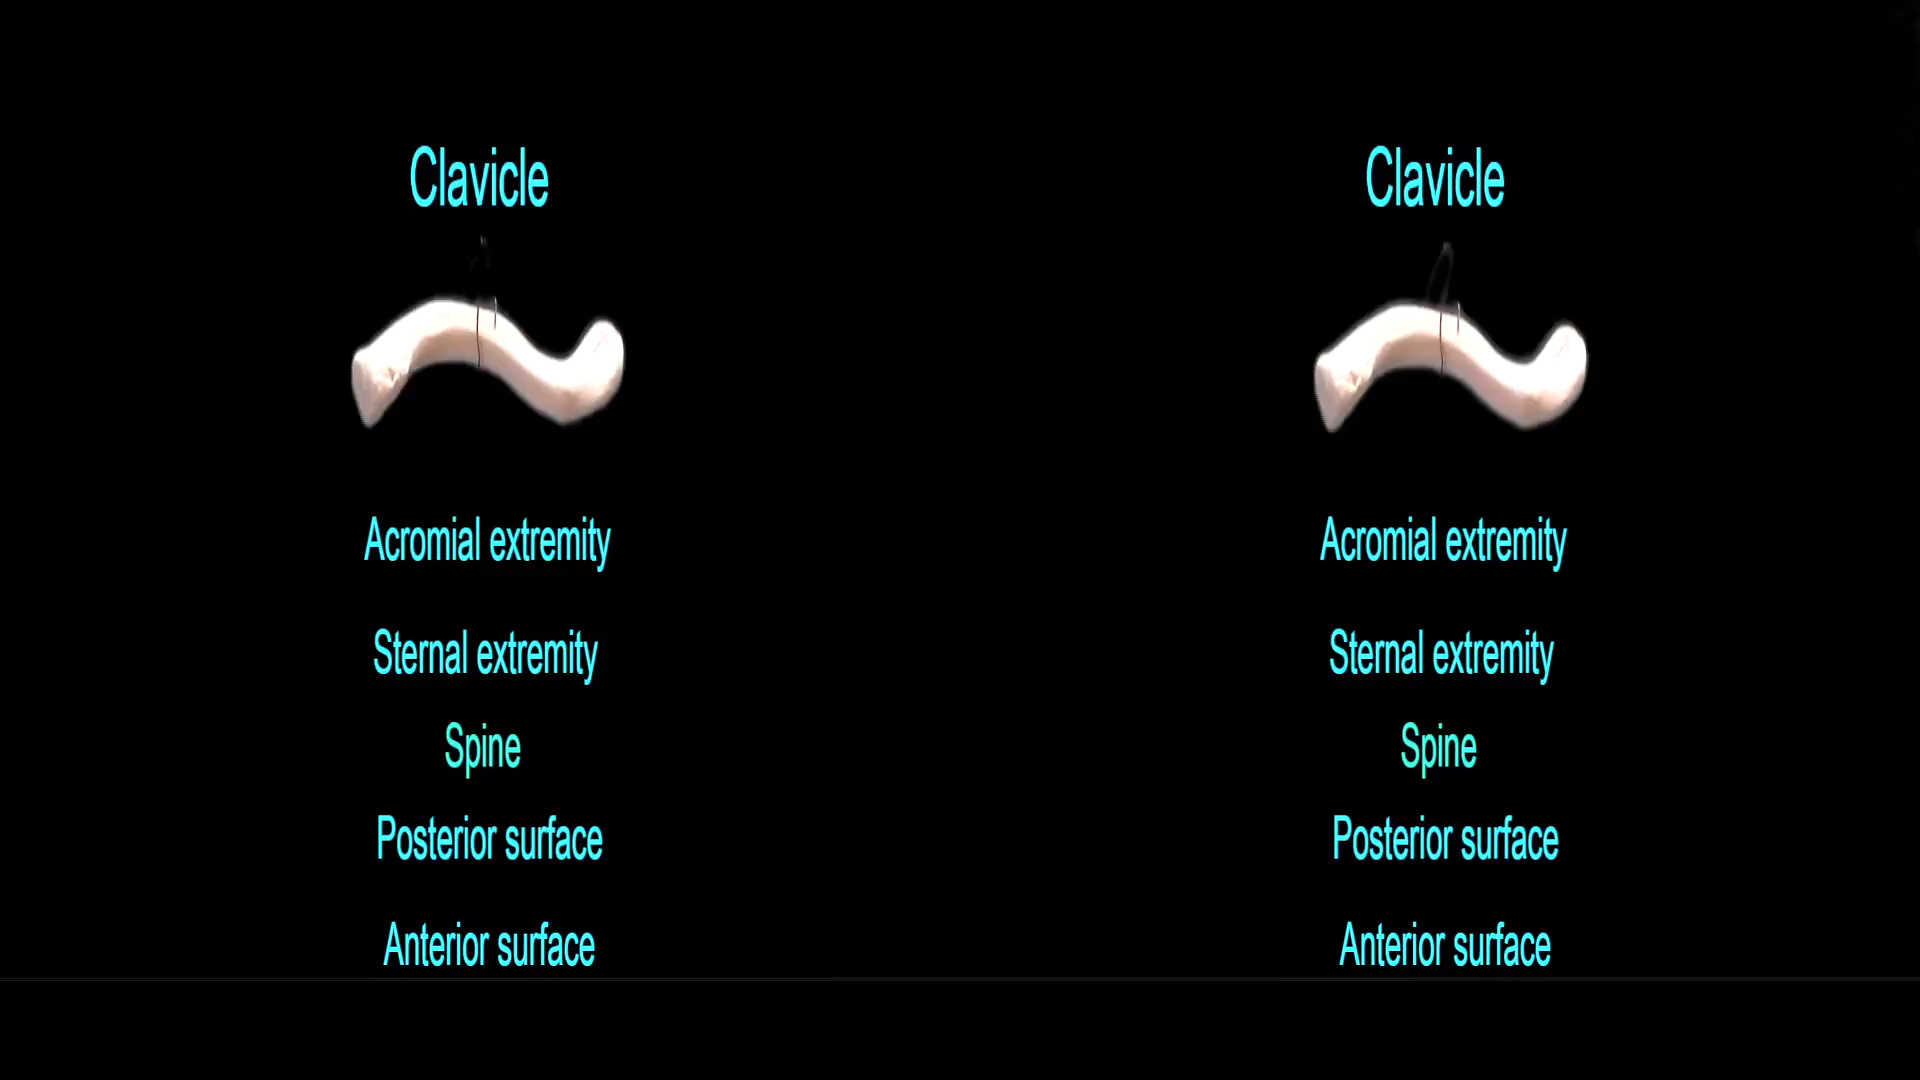 Clavicle
Acromial extremity
Sternal extremity
Spine
Posterior surface
Anterior surface
Clavicle
Acromial extremity
Sternal extremity
Spine
Posterior surface
Anterior surface